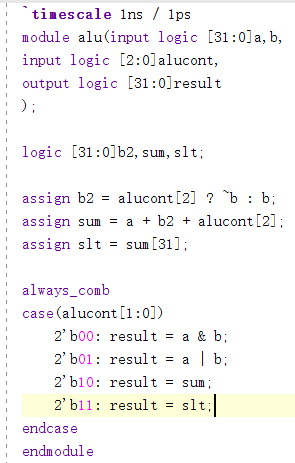 `timescale 1ns / 1ps
module alu(input logic [31:0]a,b,
input logic [2:0]alucont,
output logic [31:0]result
);
logic [31:0]b2,sum,slt;
assign b2 = alucont[2] ? ~b : b;
assign sum = a + b2 + alucont[2];
assign slt = sum[31];
always_comb
case(alucont[1:0])
2'b00: result = a & b;
2'b01: result = a | b;
2'b10: result = sum;
2'b11: result = slt;
endcase
endmodule